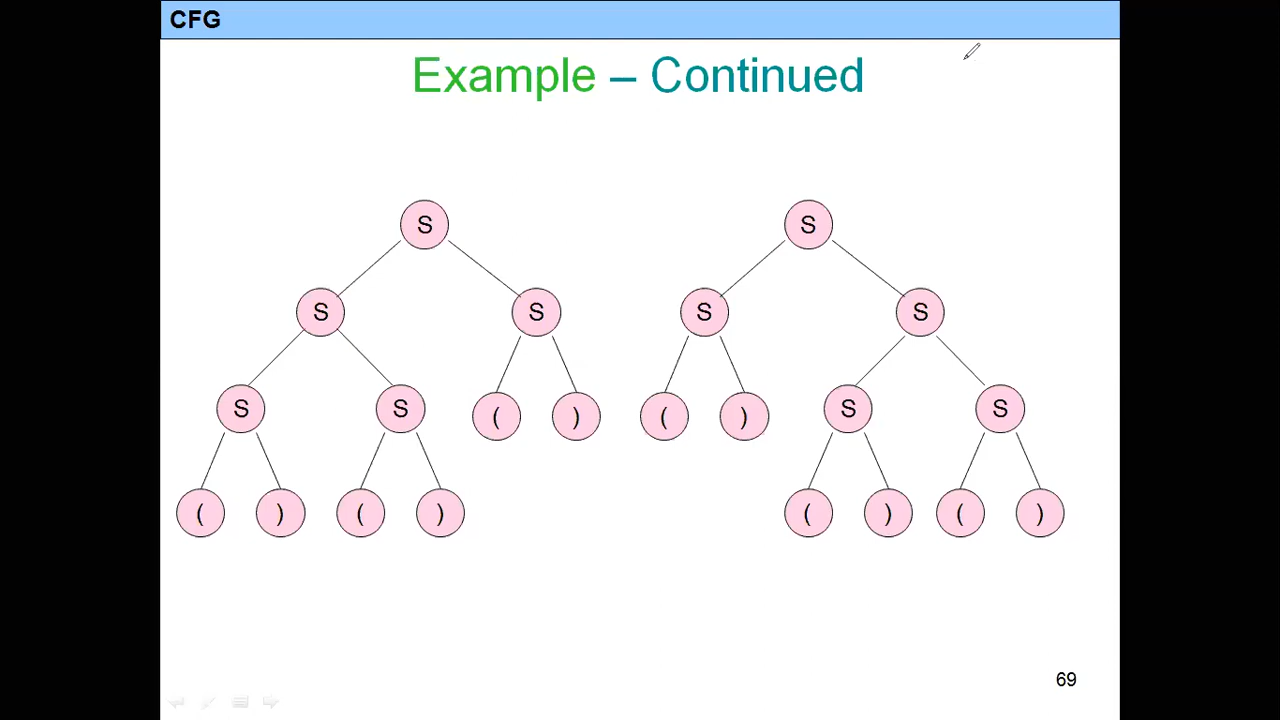 CFG
Example – Continued
S S
S S S S
S S ( ) ( ) S S
( ) ( ) ( ) ( )
69